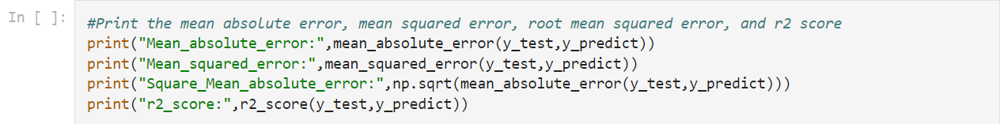 In [ ]:
#Print the mean absolute error, mean squared error, root mean squared error, and r2 score
print("Mean_absolute_error:",mean_absolute_error(y_test,y_predict))
print("Mean_squared_error:",mean_squared_error(y_test,y_predict))
print("Square_Mean_absolute_error:",np.sqrt(mean_absolute_error(y_test,y_predict)))
print("r2_score:",r2_score(y_test,y_predict))